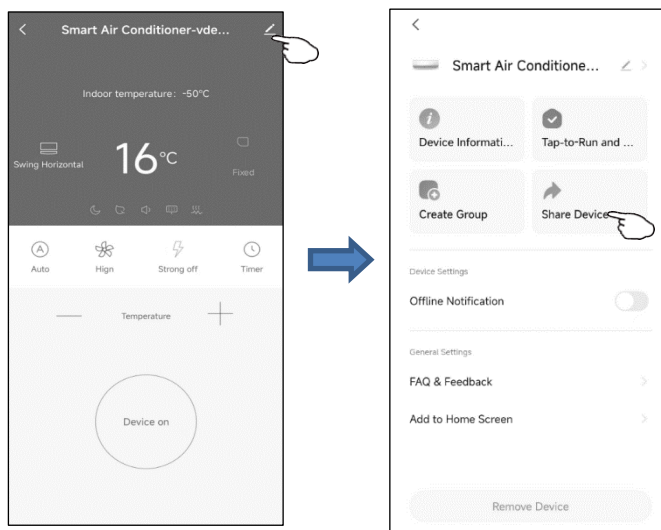 Smart Air Conditioner-vde...
Indoor temperature: -50°C
Swing Horizontal
16°C
Fixed
Auto
Hign
Strong off
Timer
Temperature
Device on
Smart Air Conditione...
Device Informati...
Tap-to-Run and ...
Create Group
Share Device
Device Settings
Offline Notification
General Settings
FAQ & Feedback
Add to Home Screen
Remove Device